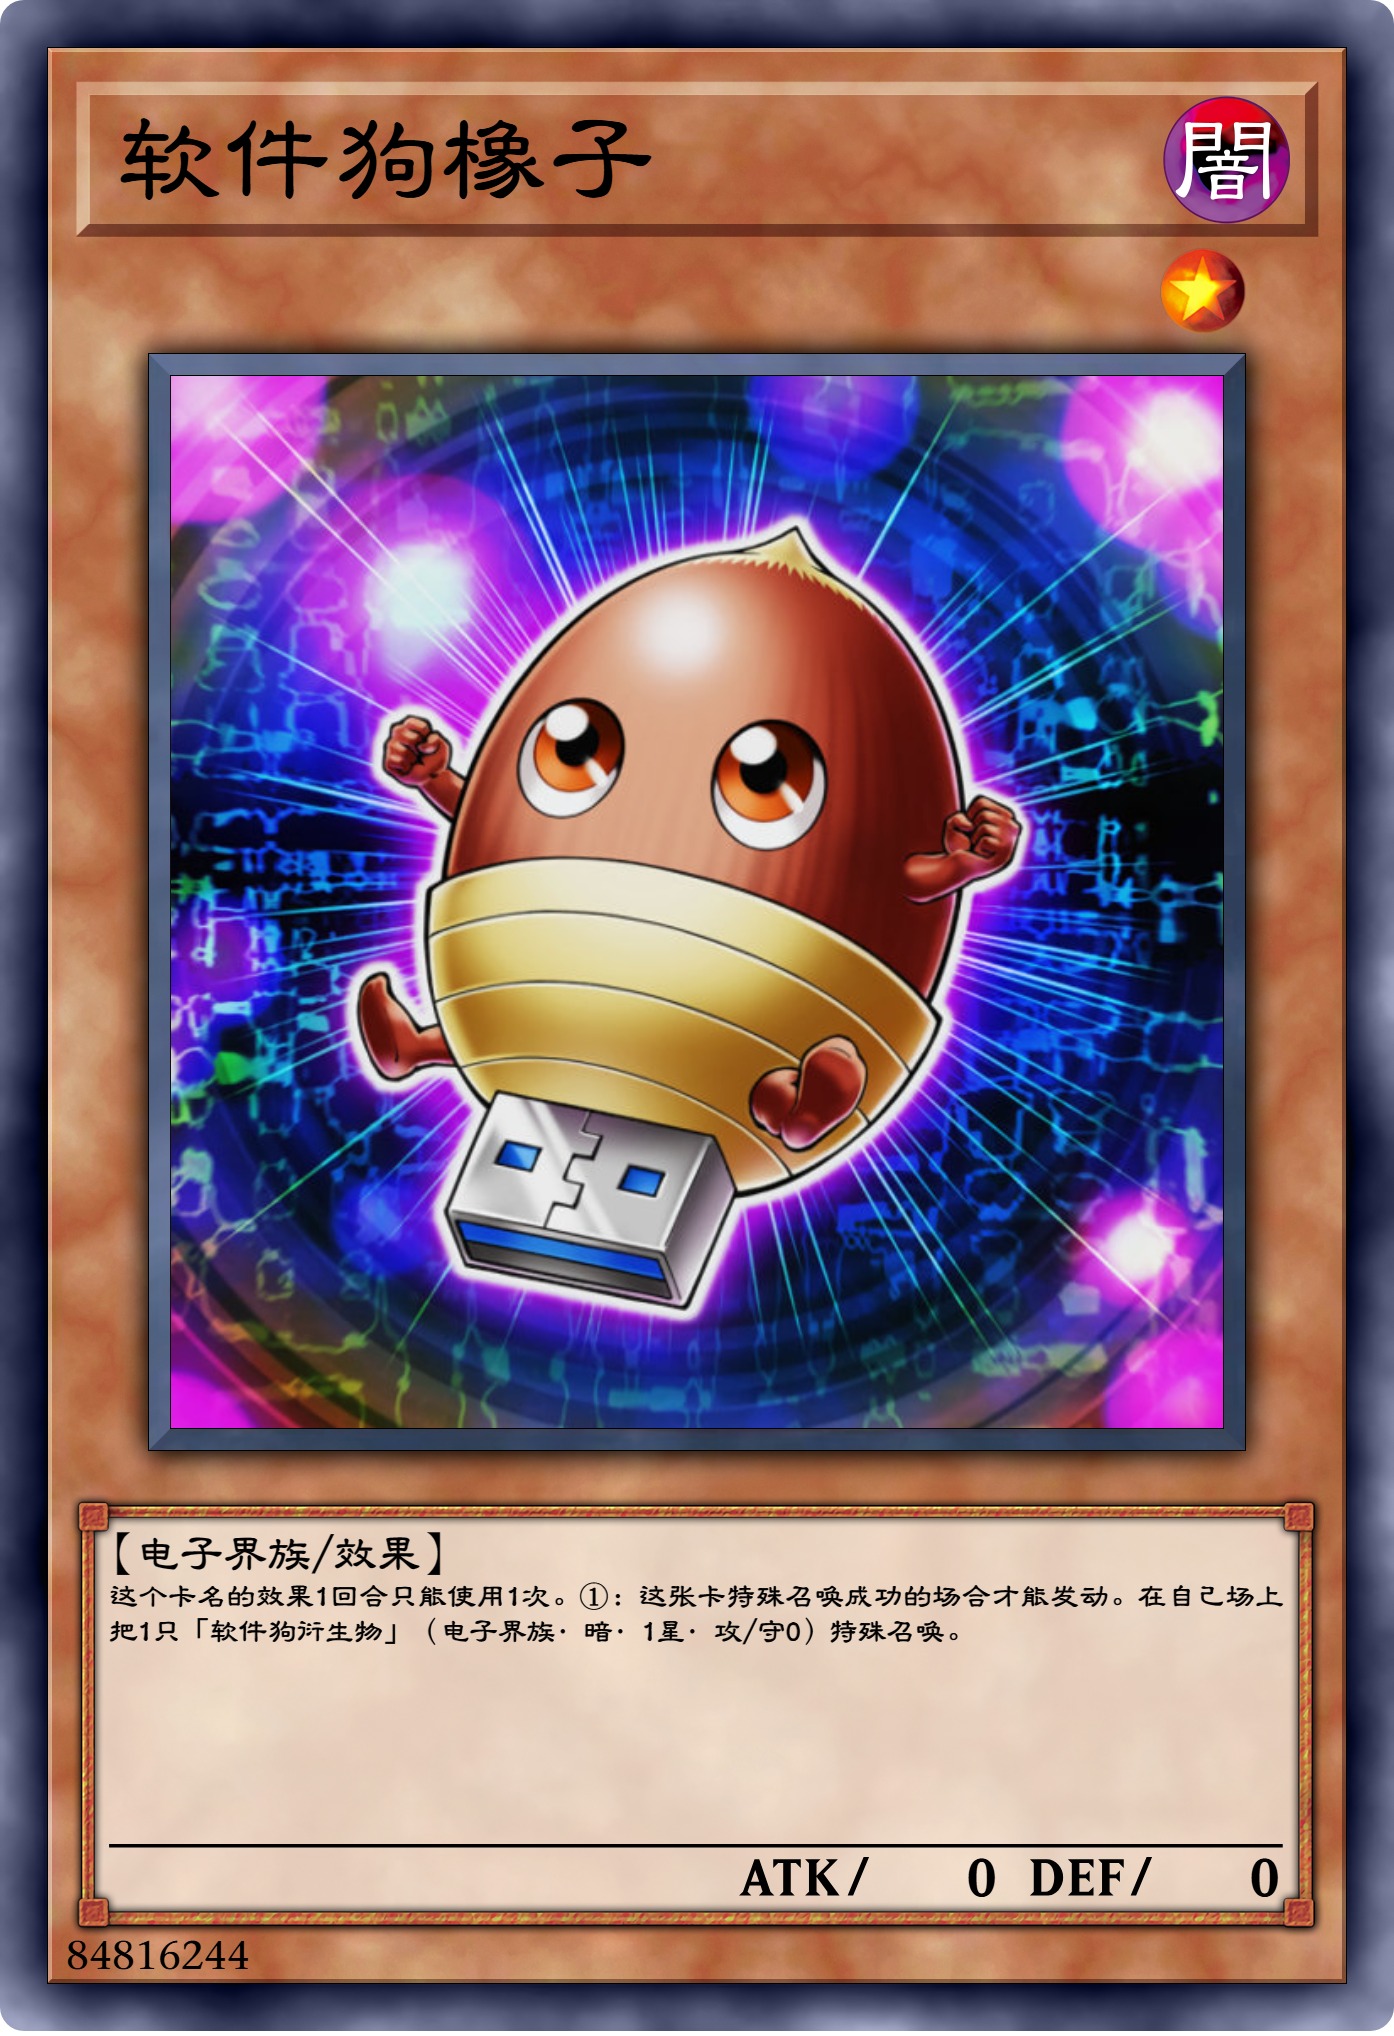 软件狗橡子
闇
【电子界族/效果】
这个卡名的效果1回合只能使用1次。①：这张卡特殊召唤成功的场合才能发动。在自己场上
把1只「软件狗衍生物」（电子界族·暗·1星·攻/守0）特殊召唤。
ATK/ 0 DEF/ 0
84816244